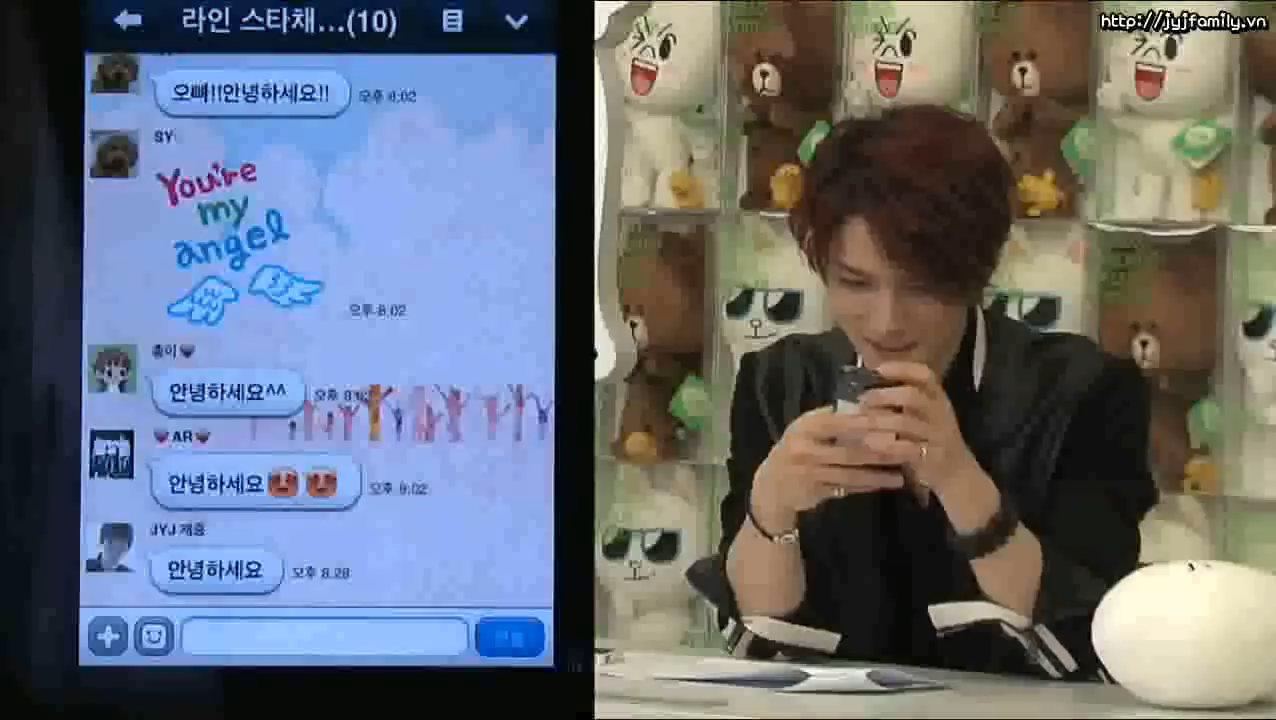 라인 스타채...(10)
http://jyjfamily.vn
오빠!!안녕하세요!!
오후 8:02
SY
You're
my
angel
오후 8:02
안녕하세요^^
AR
안녕하세요
오후 8:02
JYJ 재중
안녕하세요
오후 8:28